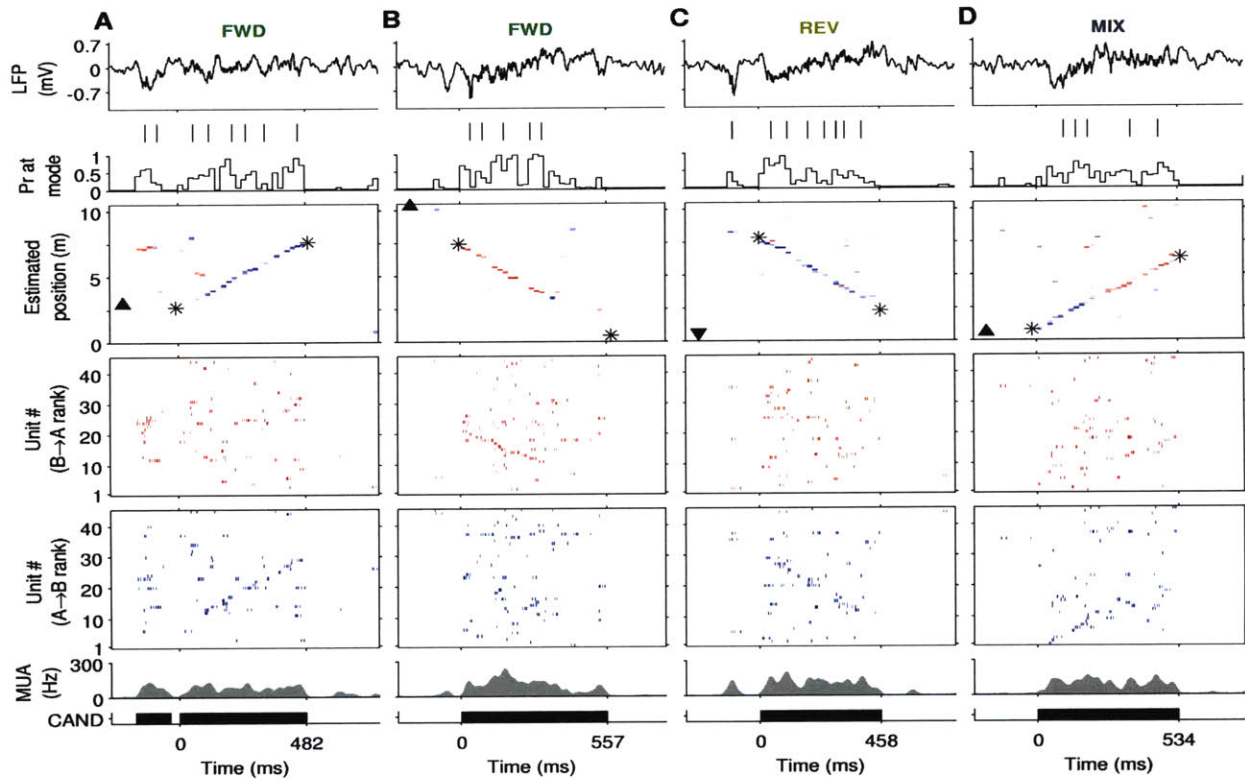 A B C D
FWD FWD REV MIX
LFP
(mV)
0.7
0
-0.7
Pr at
mode
1
0.5
0
Estimated
position (m)
10
5
0
Unit #
(B→A rank)
40
30
20
10
1
Unit #
(A→B rank)
40
30
20
10
1
MUA
(Hz)
300
0
CAND
0 482 0 557 0 458 0 534
Time (ms) Time (ms) Time (ms) Time (ms)